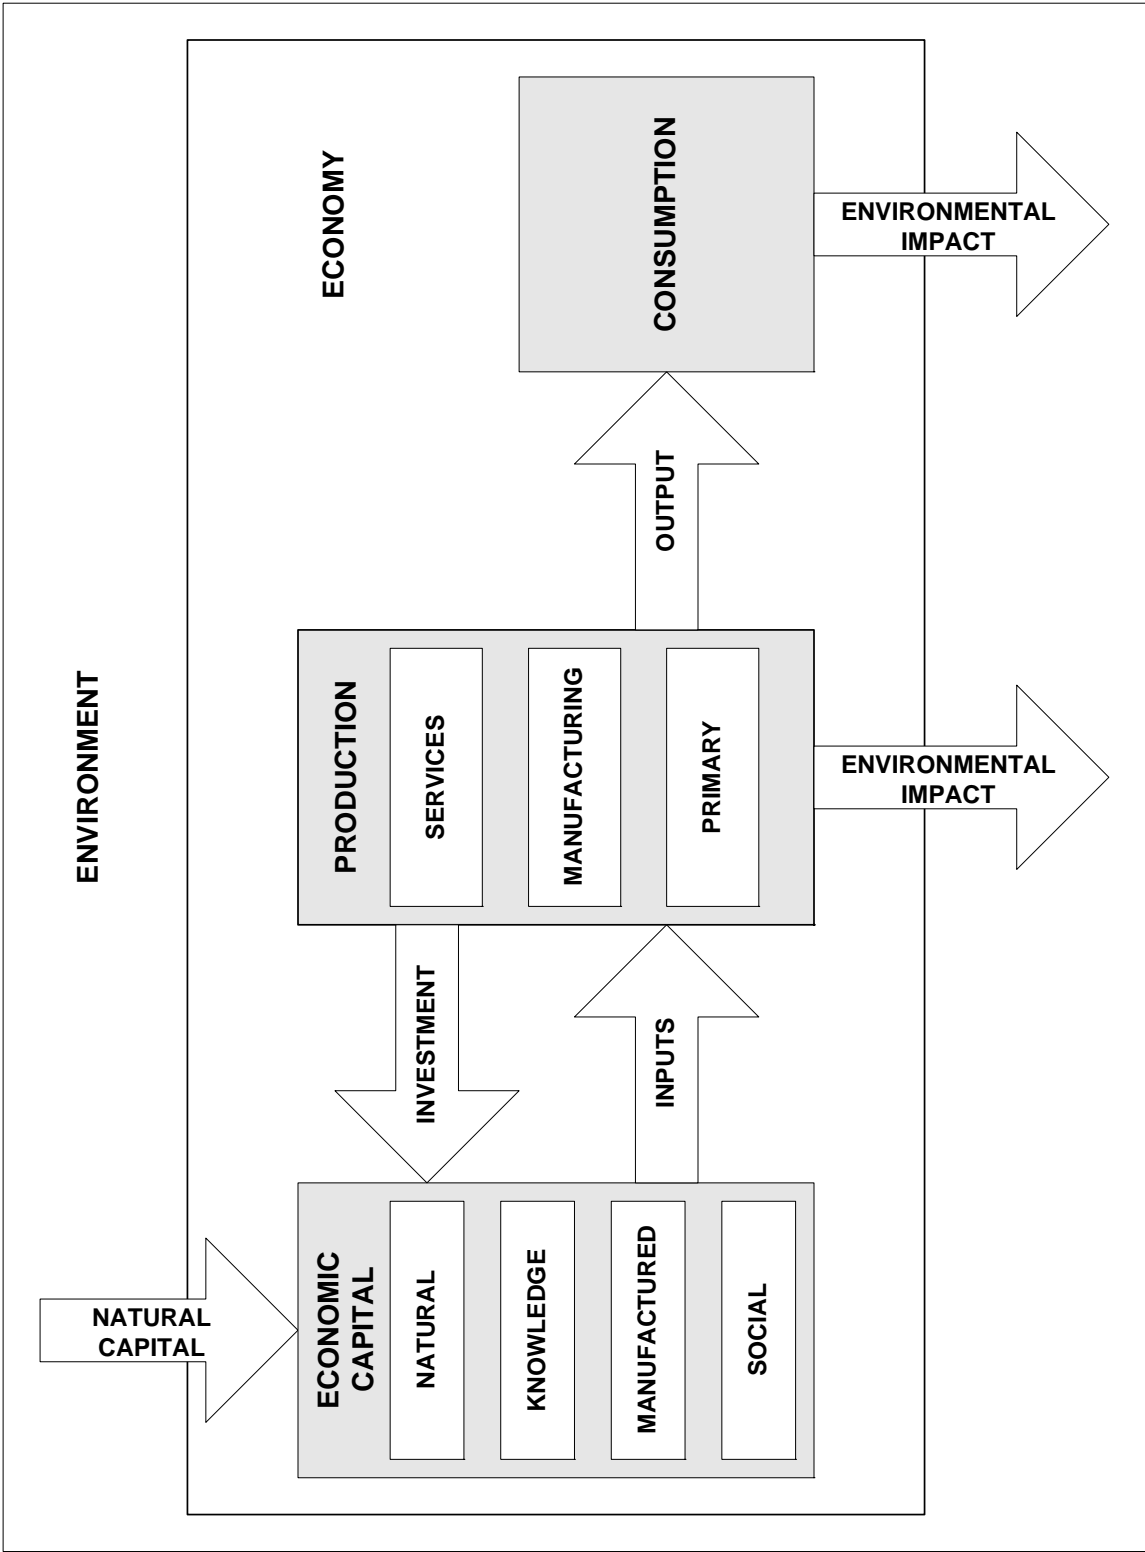 ENVIRONMENT
ECONOMY
NATURAL
CAPITAL
ECONOMIC
CAPITAL
NATURAL
KNOWLEDGE
MANUFACTURED
SOCIAL
INVESTMENT
INPUTS
PRODUCTION
SERVICES
MANUFACTURING
PRIMARY
OUTPUT
CONSUMPTION
ENVIRONMENTAL
IMPACT
ENVIRONMENTAL
IMPACT